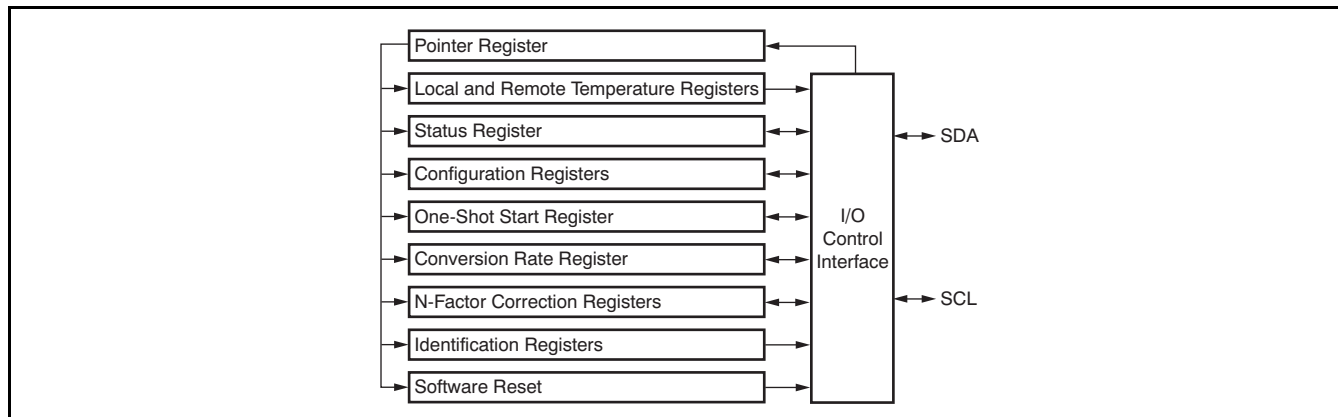 Pointer Register
Local and Remote Temperature Registers
Status Register
SDA
Configuration Registers
One-Shot Start Register
I/O
Control
Interface
Conversion Rate Register
N-Factor Correction Registers
SCL
Identification Registers
Software Reset